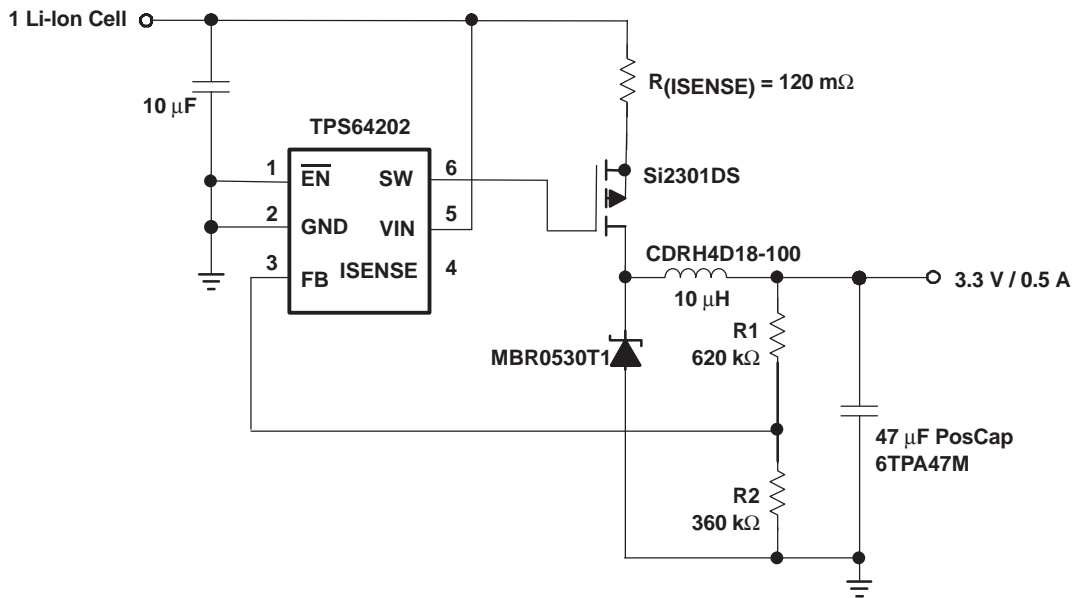 1 Li-Ion Cell
10 μF
R(ISENSE) = 120 mΩ
TPS64202
1
EN
SW
6
2
GND
VIN
5
3
FB
ISENSE
4
Si2301DS
CDRH4D18-100
10 μH
3.3 V / 0.5 A
R1
620 kΩ
MBR0530T1
47 μF PosCap
6TPA47M
R2
360 kΩ